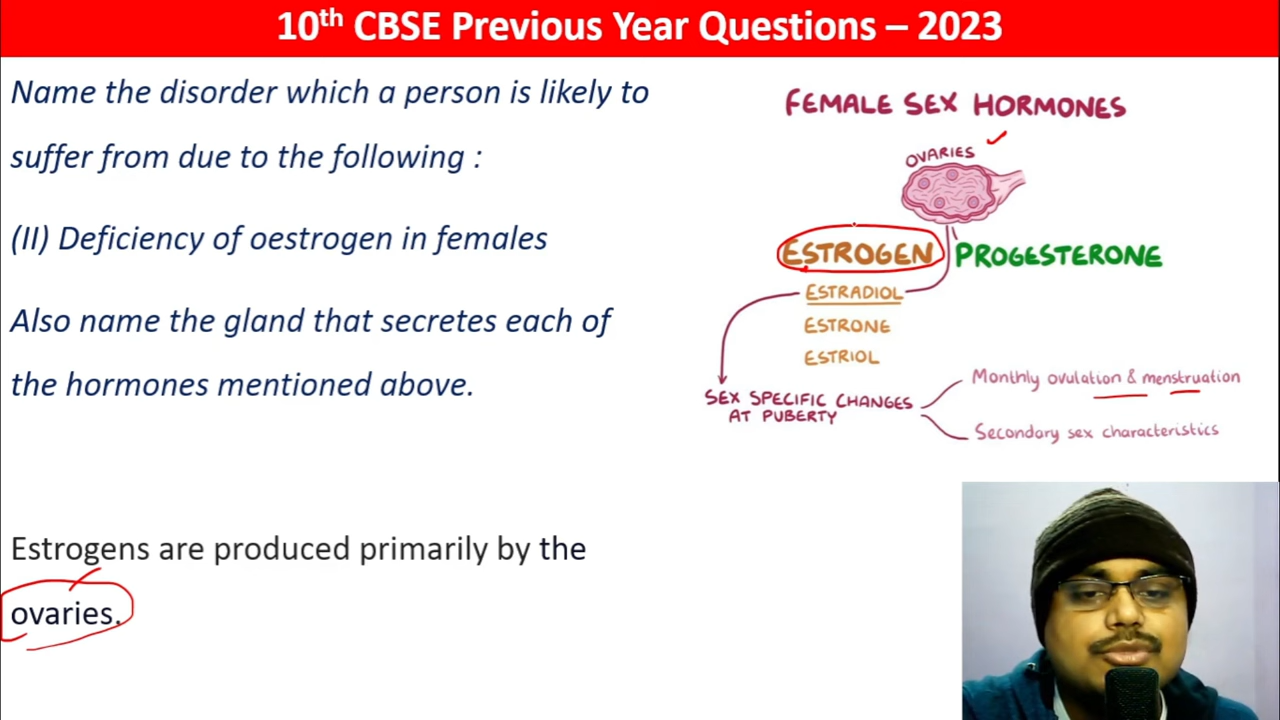 10th CBSE Previous Year Questions – 2023
Name the disorder which a person is likely to
suffer from due to the following :
(II) Deficiency of oestrogen in females
Also name the gland that secretes each of
the hormones mentioned above.
Estrogens are produced primarily by the
ovaries.
FEMALE SEX HORMONES
OVARIES
ESTROGEN PROGESTERONE
ESTRADIOL
ESTRONE
ESTRIOL
SEX SPECIFIC CHANGES
AT PUBERTY
Monthly ovulation & menstruation
Secondary sex characteristics